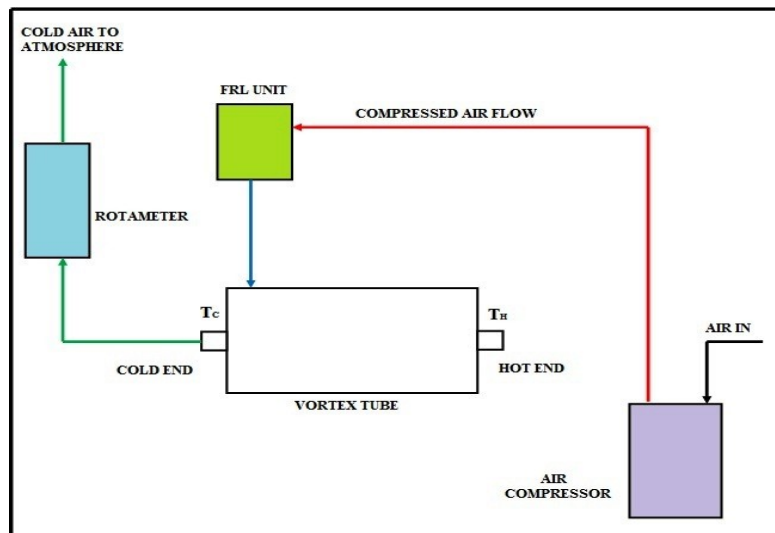 COLD AIR TO
ATMOSPHERE
FRL UNIT
COMPRESSED AIR FLOW
ROTAMETER
TC
TH
AIR IN
COLD END
HOT END
VORTEX TUBE
AIR
COMPRESSOR